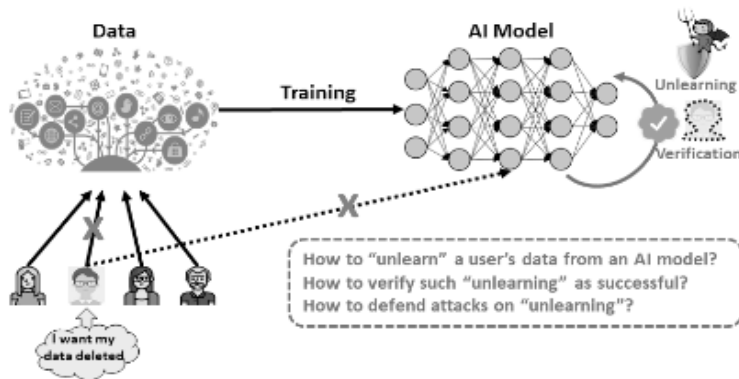 Data
AI Model
Training
Unlearning
Verification
X
X
How to “unlearn” a user's data from an AI model?
How to verify such “unlearning” as successful?
How to defend attacks on “unlearning”?
I want my
data deleted